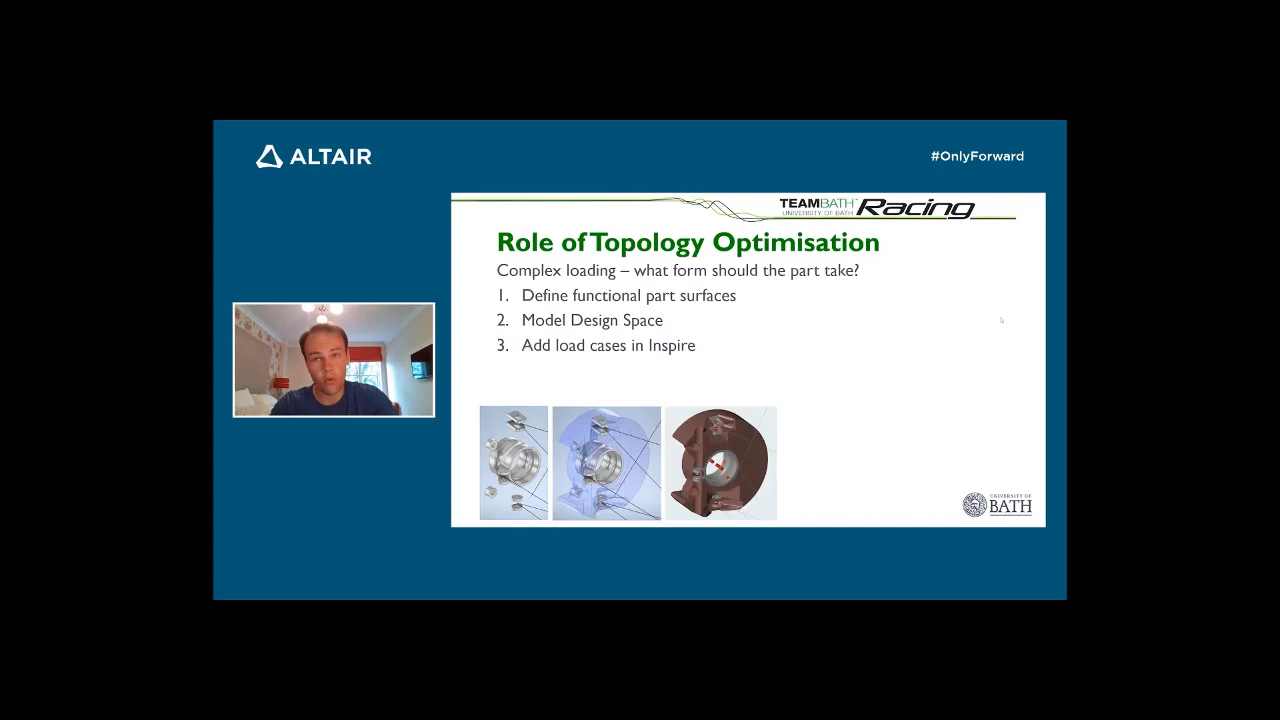 ALTAIR
#OnlyForward
TEAMBATH Racing
UNIVERSITY OF BATH
Role of Topology Optimisation
Complex loading – what form should the part take?
1. Define functional part surfaces
2. Model Design Space
3. Add load cases in Inspire
UNIVERSITY OF
BATH